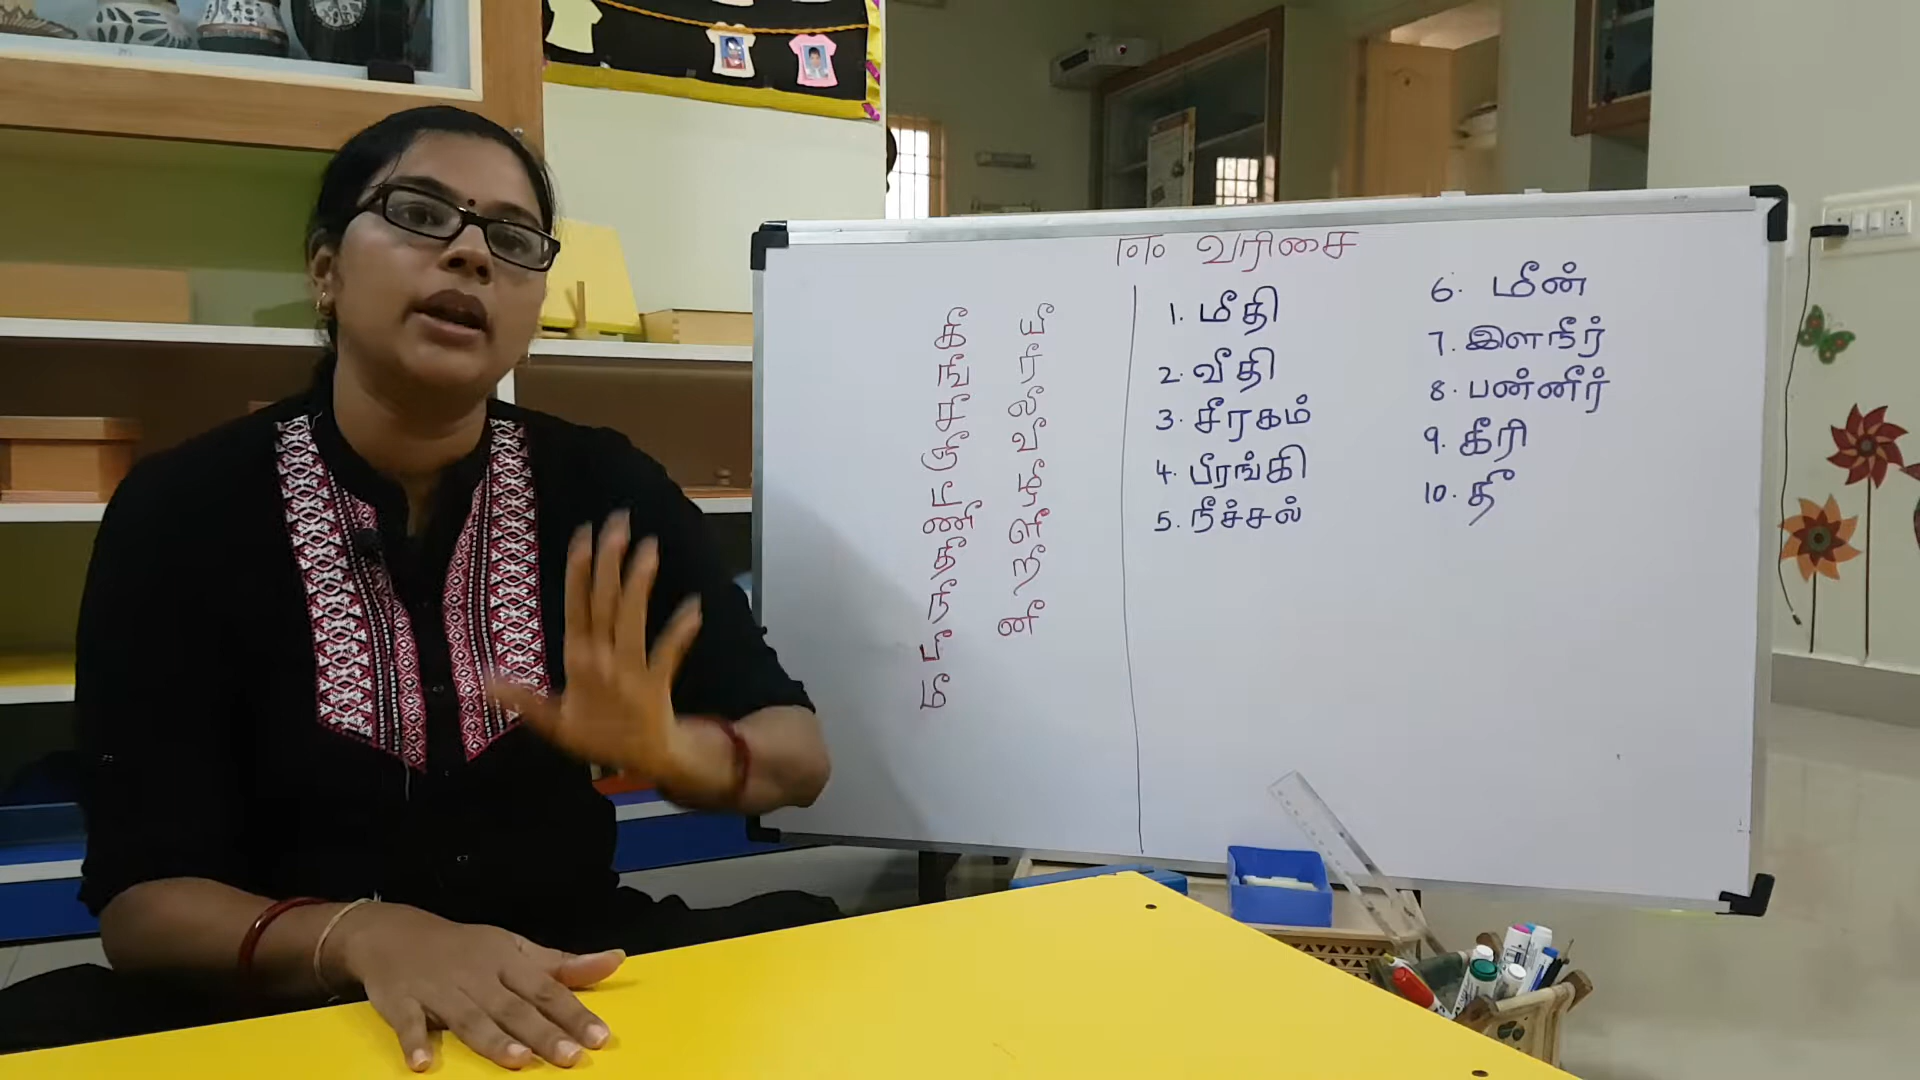 ஈ வரிசை
கீ
ஙீ
சீ
ஞீ
டீ
ணீ
தீ
நீ
பீ
மீ
யீ
ரீ
லீ
வீ
ழீ
ளீ
றீ
னீ
1. மீதி
2. வீதி
3. சீரகம்
4. பீரங்கி
5. நீச்சல்
6. மீன்
7. இளநீர்
8. பன்னீர்
9. கீரி
10. தீ